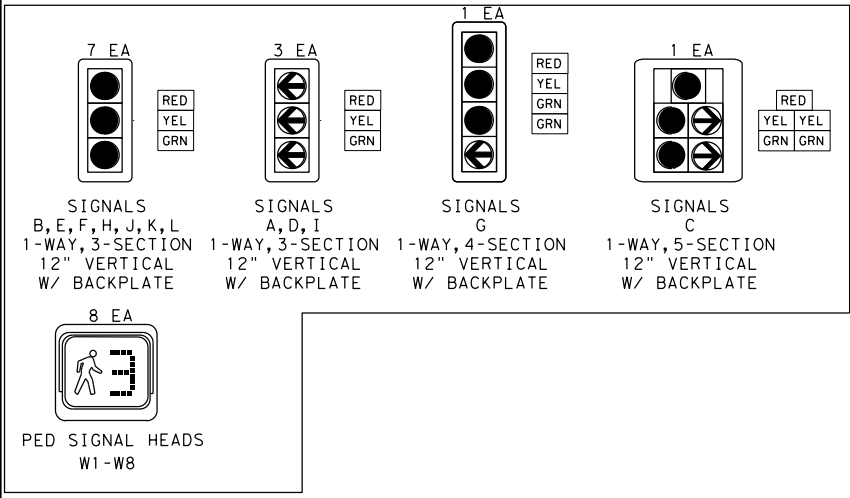 7 EA
RED
YEL
GRN
SIGNALS
B,E,F,H,J,K,L
1-WAY,3-SECTION
12" VERTICAL
W/ BACKPLATE
3 EA
RED
YEL
GRN
SIGNALS
A,D,I
1-WAY,3-SECTION
12" VERTICAL
W/ BACKPLATE
1 EA
RED
YEL
GRN
GRN
SIGNALS
G
1-WAY,4-SECTION
12" VERTICAL
W/ BACKPLATE
1 EA
RED
YEL YEL
GRN GRN
SIGNALS
C
1-WAY,5-SECTION
12" VERTICAL
W/ BACKPLATE
8 EA
3
PED SIGNAL HEADS
W1-W8